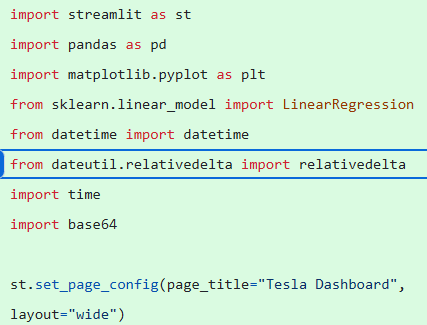 import streamlit as st
import pandas as pd
import matplotlib.pyplot as plt
from sklearn.linear_model import LinearRegression
from datetime import datetime
from dateutil.relativedelta import relativedelta
import time
import base64
st.set_page_config(page_title="Tesla Dashboard",
layout="wide")